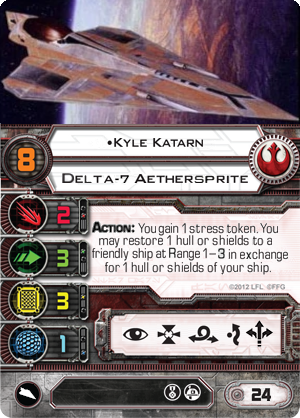 •Kyle Katarn
8
Delta-7 Aethersprite
2
Action: You gain 1 stress token. You
may restore 1 hull or shields to a
friendly ship at Range 1-3 in exchange
for 1 hull or shields of your ship.
3
©2012 LFL ©FFG
3
1
24